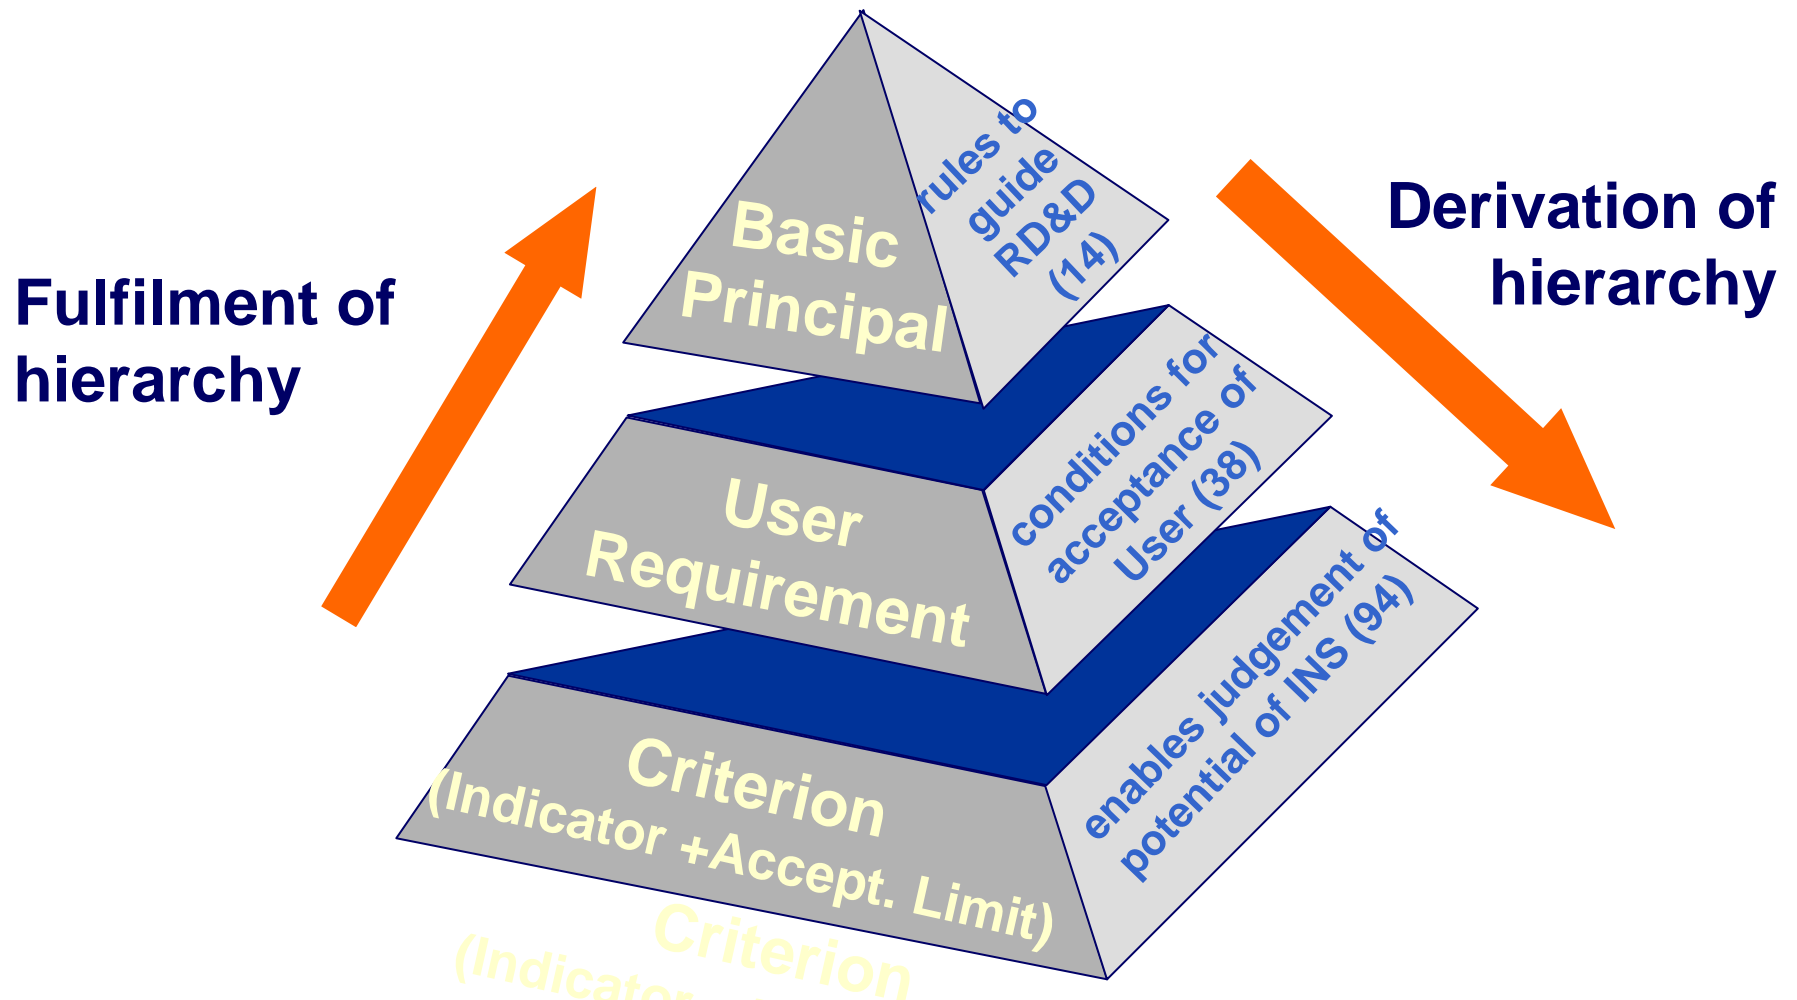 Fulfilment of
hierarchy
Basic
Principal
rules to
guide
RD&D
(14)
Derivation of
hierarchy
User
Requirement
conditions for
acceptance of
User (38)
Criterion
(Indicator +Accept. Limit)
enables judgement of
potential of INS (94)
Criterion
(Indicator